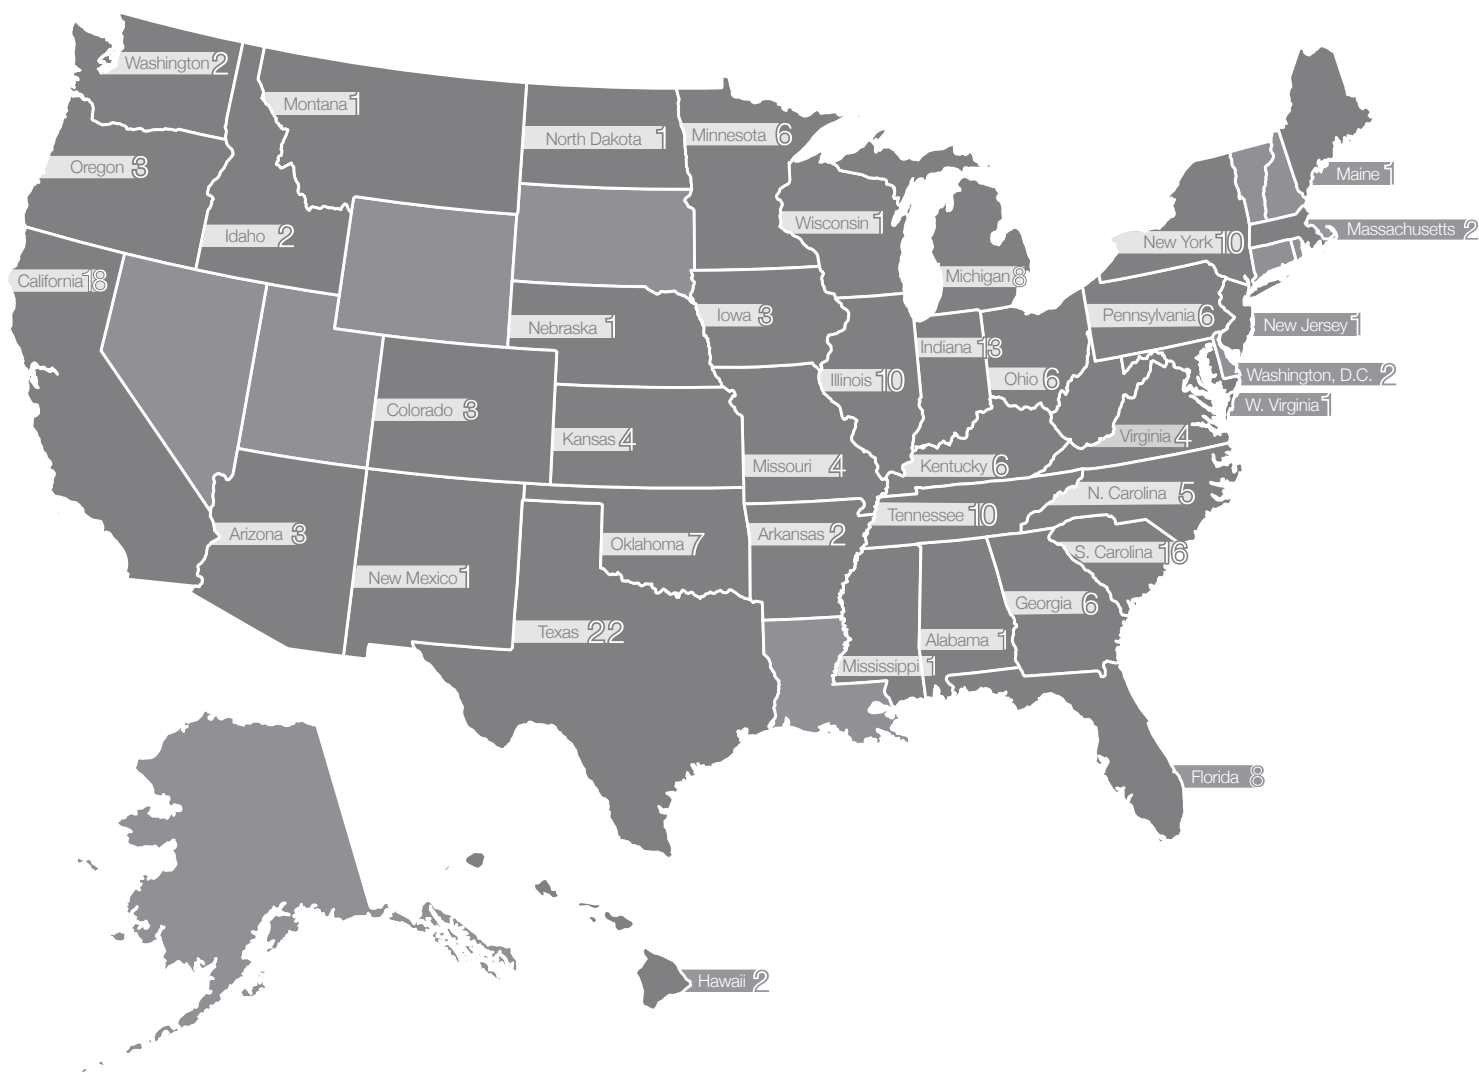 Washington 2
Montana 1
North Dakota 1
Minnesota 6
Oregon 3
Maine 1
Wisconsin 1
Massachusetts 2
Idaho 2
New York 10
California 18
Michigan 8
Iowa 3
Pennsylvania 6
Nebraska 1
New Jersey 1
Indiana 13
Illinois 10
Ohio 6
Washington, D.C. 2
Colorado 3
W. Virginia 1
Kansas 4
Virginia 4
Missouri 4
Kentucky 6
N. Carolina 5
Tennessee 10
Arizona 3
Oklahoma 7
Arkansas 2
S. Carolina 16
New Mexico 1
Georgia 6
Texas 22
Alabama 1
Mississippi 1
Florida 8
Hawaii 2